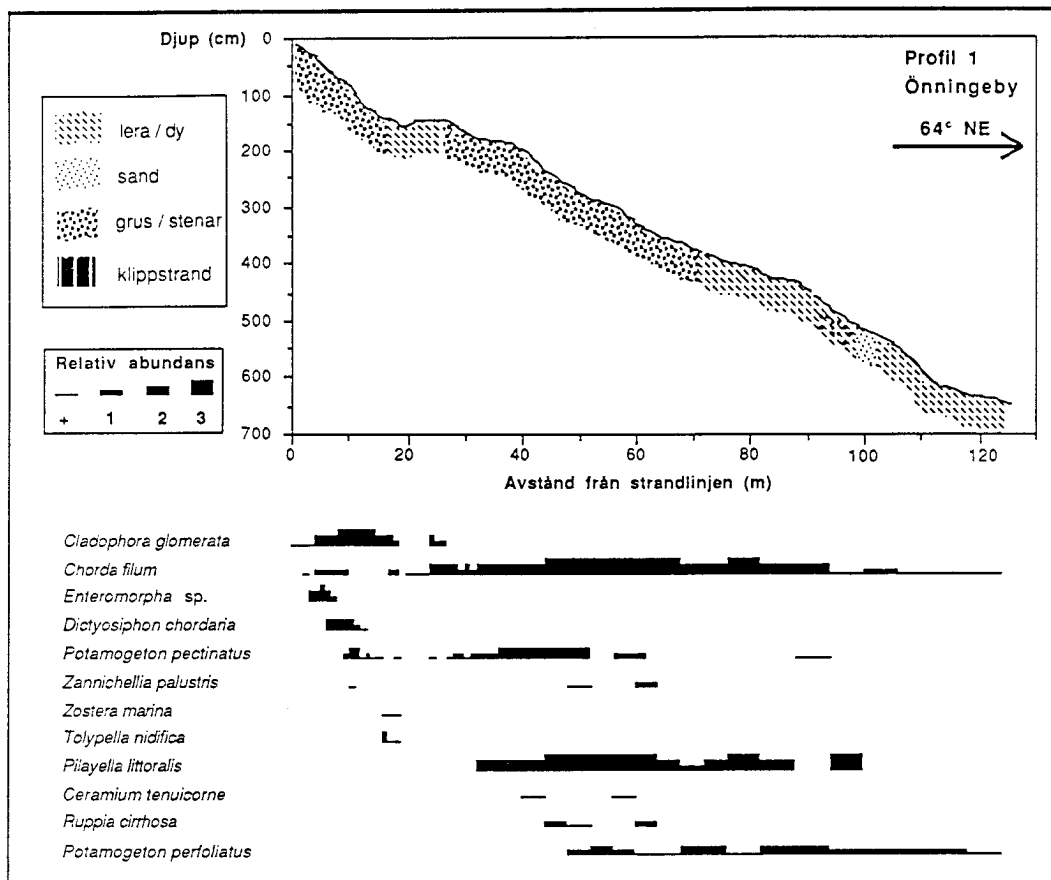 Djup (cm)
0
100
200
300
400
500
600
700
Profil 1
Önningeby
64° NE
lera / dy
sand
grus / stenar
klippstrand
Relativ abundans
+ 1 2 3
0 20 40 60 80 100 120
Avstånd från strandlinjen (m)
Cladophora glomerata
Chorda filum
Enteromorpha sp.
Dictyosiphon chordaria
Potamogeton pectinatus
Zannichellia palustris
Zostera marina
Tolypella nidifica
Pilayella littoralis
Ceramium tenuicorne
Ruppia cirrhosa
Potamogeton perfoliatus